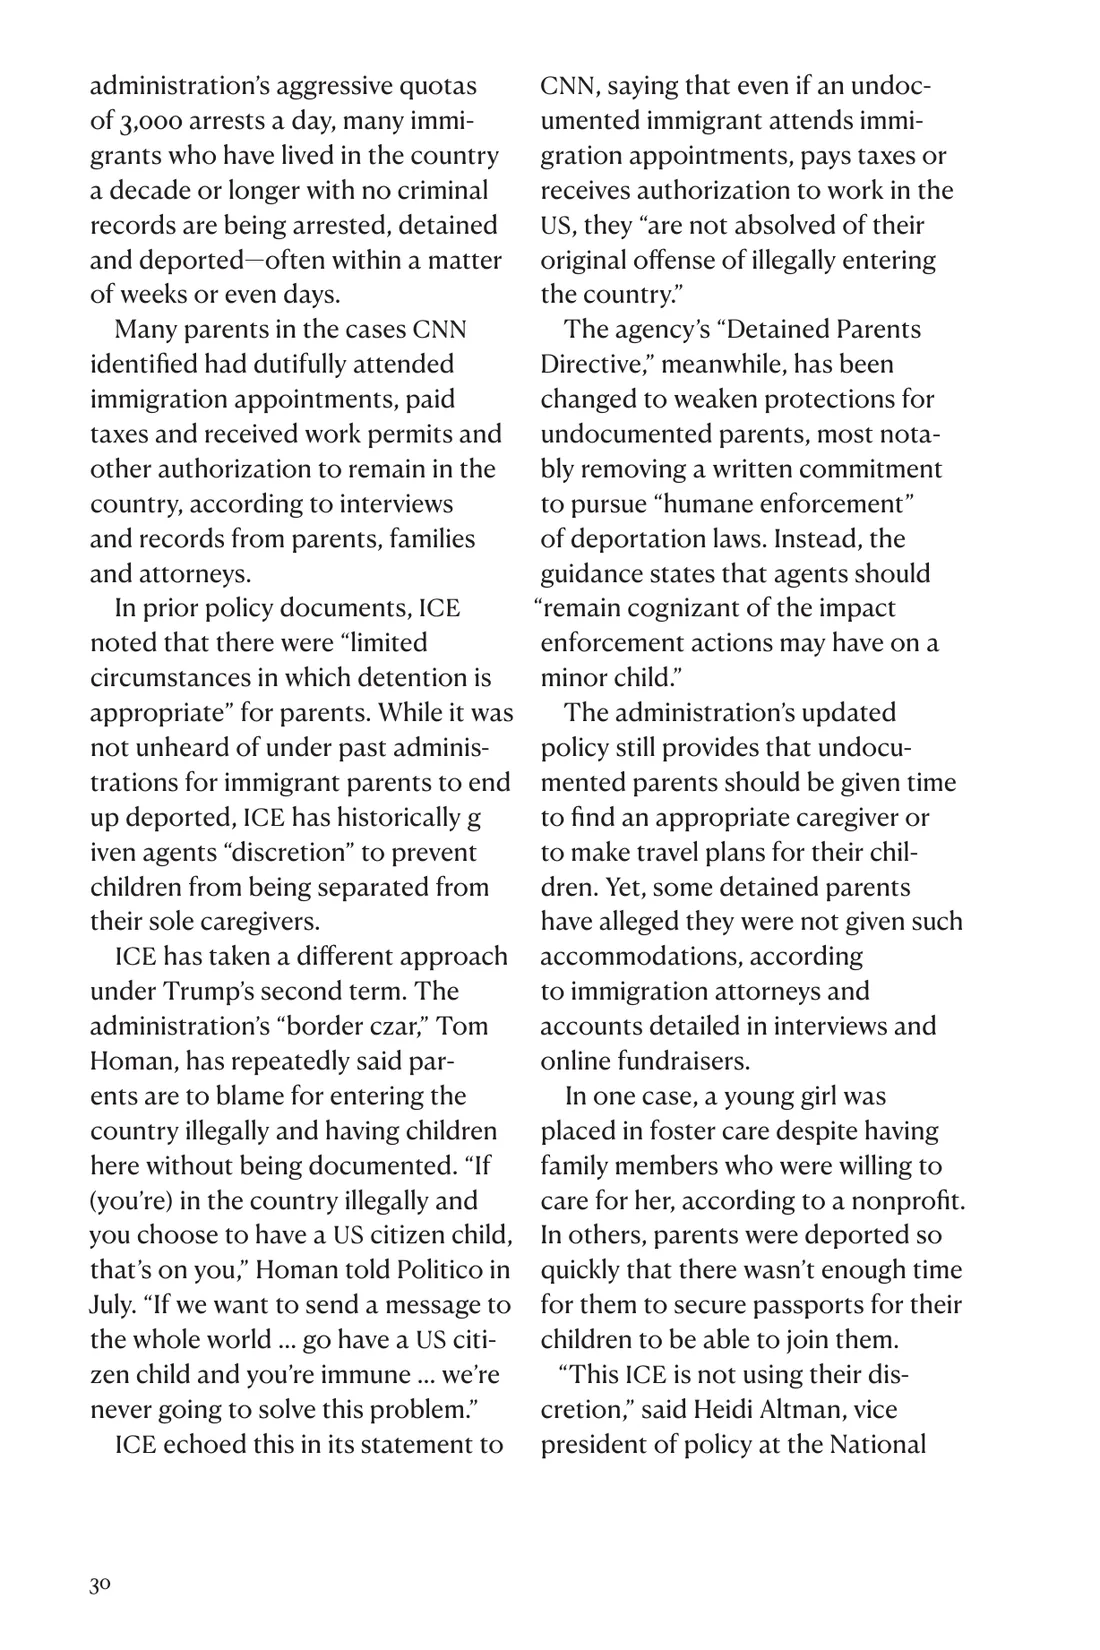 administration’s aggressive quotas
of 3,000 arrests a day, many immi-
grants who have lived in the country
a decade or longer with no criminal
records are being arrested, detained
and deported—often within a matter
of weeks or even days.
Many parents in the cases CNN
identified had dutifully attended
immigration appointments, paid
taxes and received work permits and
other authorization to remain in the
country, according to interviews
and records from parents, families
and attorneys.
In prior policy documents, ICE
noted that there were “limited
circumstances in which detention is
appropriate” for parents. While it was
not unheard of under past adminis-
trations for immigrant parents to end
up deported, ICE has historically g
iven agents “discretion” to prevent
children from being separated from
their sole caregivers.
ICE has taken a different approach
under Trump’s second term. The
administration’s “border czar,” Tom
Homan, has repeatedly said par-
ents are to blame for entering the
country illegally and having children
here without being documented. “If
(you’re) in the country illegally and
you choose to have a US citizen child,
that’s on you,” Homan told Politico in
July. “If we want to send a message to
the whole world ... go have a US citi-
zen child and you’re immune ... we’re
never going to solve this problem.”
ICE echoed this in its statement to
CNN, saying that even if an undoc-
umented immigrant attends immi-
gration appointments, pays taxes or
receives authorization to work in the
US, they “are not absolved of their
original offense of illegally entering
the country.”
The agency’s “Detained Parents
Directive,” meanwhile, has been
changed to weaken protections for
undocumented parents, most nota-
bly removing a written commitment
to pursue “humane enforcement”
of deportation laws. Instead, the
guidance states that agents should
“remain cognizant of the impact
enforcement actions may have on a
minor child.”
The administration’s updated
policy still provides that undocu-
mented parents should be given time
to find an appropriate caregiver or
to make travel plans for their chil-
dren. Yet, some detained parents
have alleged they were not given such
accommodations, according
to immigration attorneys and
accounts detailed in interviews and
online fundraisers.
In one case, a young girl was
placed in foster care despite having
family members who were willing to
care for her, according to a nonprofit.
In others, parents were deported so
quickly that there wasn’t enough time
for them to secure passports for their
children to be able to join them.
“This ICE is not using their dis-
cretion,” said Heidi Altman, vice
president of policy at the National
30